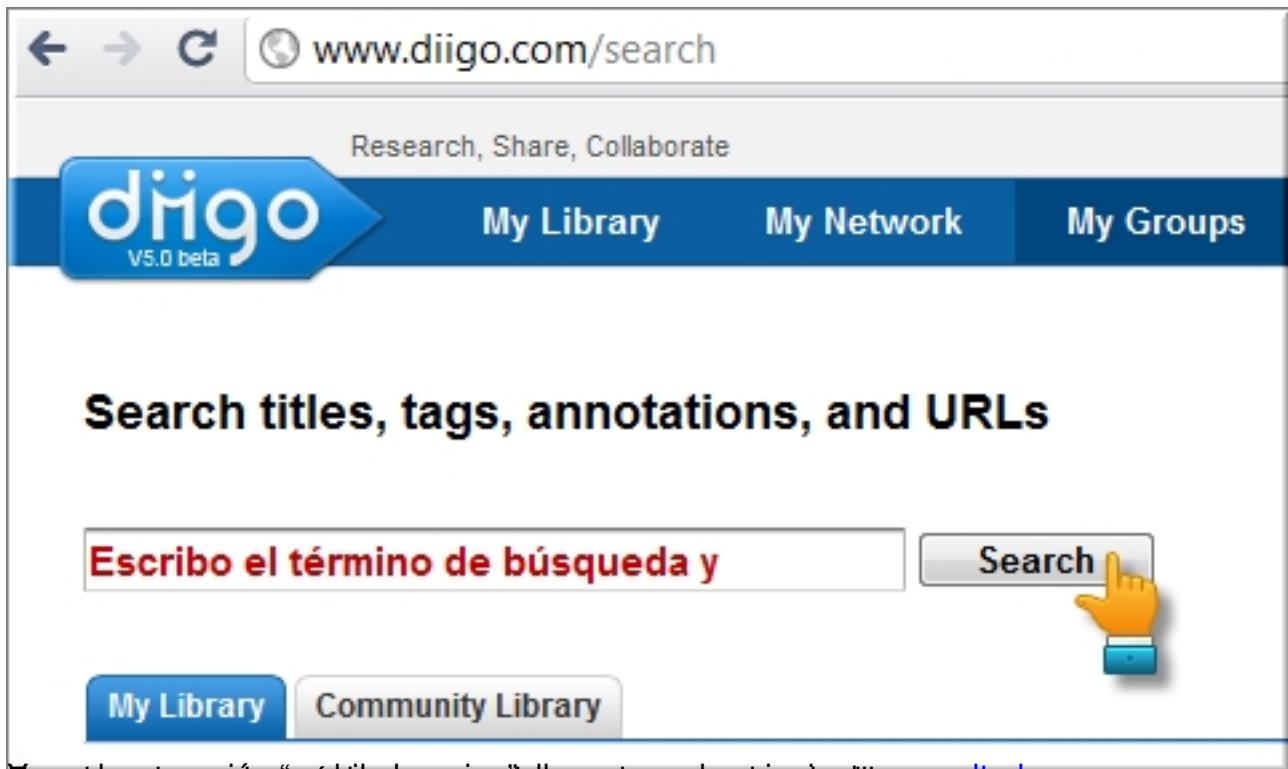 www.diigo.com/search
Research, Share, Collaborate
diigo
V5.0 beta
My Library My Network My Groups
Search titles, tags, annotations, and URLs
Escribo el término de búsqueda y Search
My Library Community Library